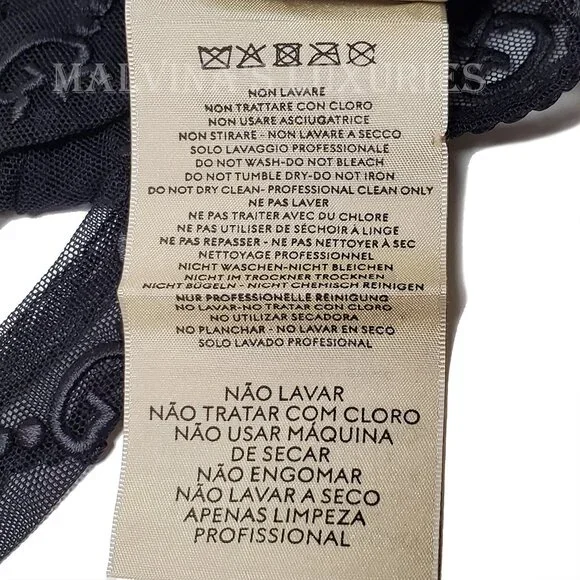 MALVINA'S LUXURIES
NON LAVARE
NON TRATTARE CON CLORO
NON USARE ASCIUGATRICE
NON STIRARE - NON LAVARE A SECCO
SOLO LAVAGGIO PROFESSIONALE
DO NOT WASH-DO NOT BLEACH
DO NOT TUMBLE DRY-DO NOT IRON
DO NOT DRY CLEAN- PROFESSIONAL CLEAN ONLY
NE PAS LAVER
NE PAS TRAITER AVEC DU CHLORE
NE PAS UTILISER DE SÉCHOIR À LINGE
NE PAS REPASSER - NE PAS NETTOYER À SEC
NETTOYAGE PROFESSIONNEL
NICHT WASCHEN-NICHT BLEICHEN
NICHT IM TROCKNER TROCKNEN
NICHT BÜGELN - NICHT CHEMISCH REINIGEN
NUR PROFESSIONELLE REINIGUNG
NO LAVAR-NO TRATAR CON CLORO
NO UTILIZAR SECADORA
NO PLANCHAR - NO LAVAR EN SECO
SOLO LAVADO PROFESIONAL
NÃO LAVAR
NÃO TRATAR COM CLORO
NÃO USAR MÁQUINA
DE SECAR
NÃO ENGOMAR
NÃO LAVAR A SECO
APENAS LIMPEZA
PROFISSIONAL